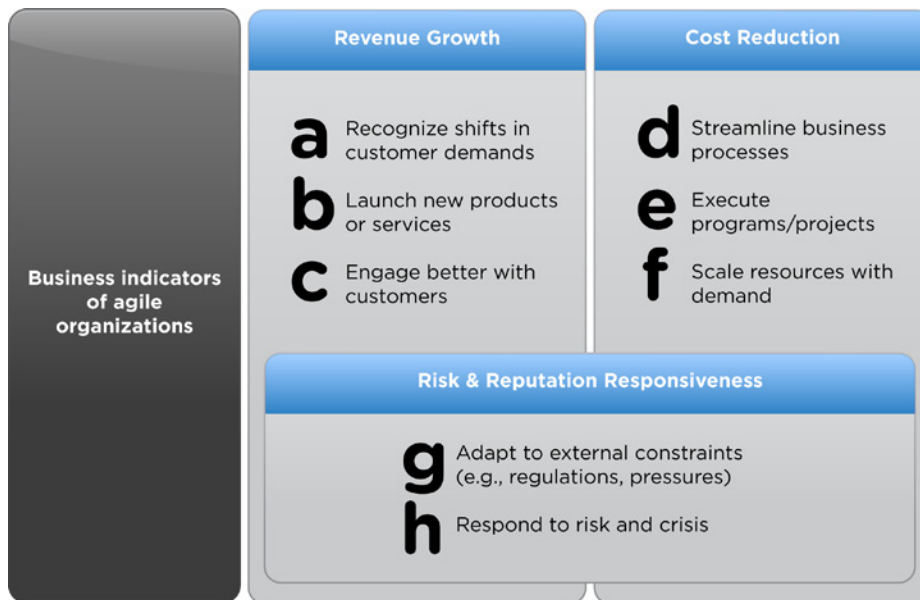 Business indicators
of agile
organizations
Revenue Growth
a Recognize shifts in
customer demands
b Launch new products
or services
c Engage better with
customers
Cost Reduction
d Streamline business
processes
e Execute
programs/projects
f Scale resources with
demand
Risk & Reputation Responsiveness
g Adapt to external constraints
(e.g., regulations, pressures)
h Respond to risk and crisis